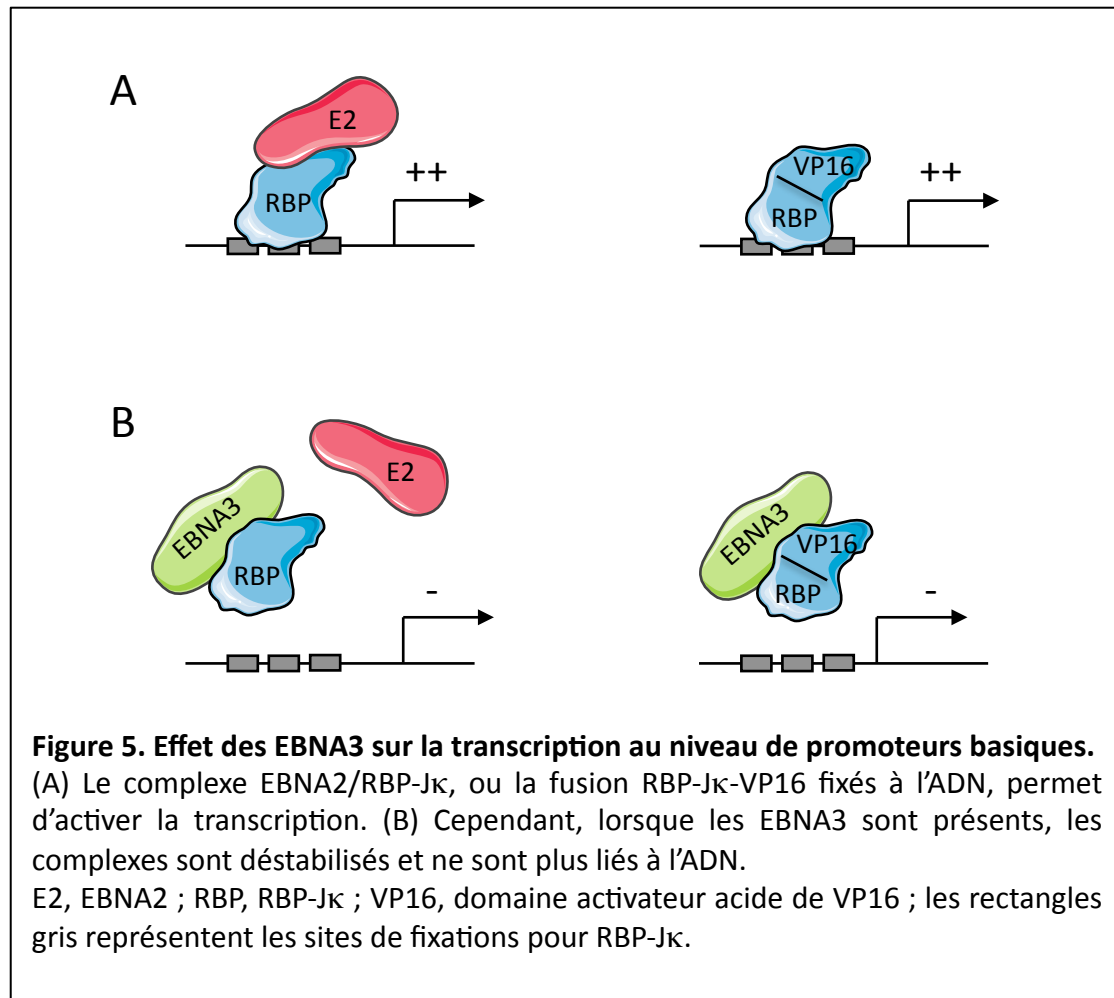 A
E2
RBP
++
VP16
RBP
++
B
E2
EBNA3
RBP
-
EBNA3
VP16
RBP
-
Figure 5. Effet des EBNA3 sur la transcription au niveau de promoteurs basiques.
(A) Le complexe EBNA2/RBP-Jκ, ou la fusion RBP-Jκ-VP16 fixés à l’ADN, permet
d’activer la transcription. (B) Cependant, lorsque les EBNA3 sont présents, les
complexes sont déstabilisés et ne sont plus liés à l’ADN.
E2, EBNA2 ; RBP, RBP-Jκ ; VP16, domaine activateur acide de VP16 ; les rectangles
gris représentent les sites de fixations pour RBP-Jκ.